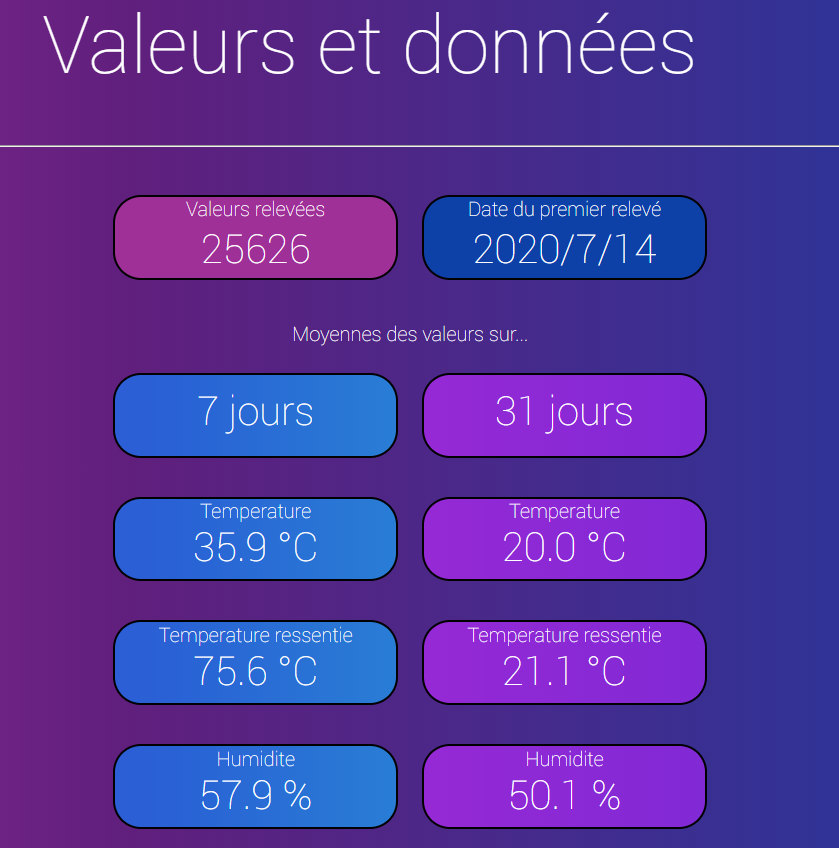 Valeurs et données
Valeurs relevées
25626
Date du premier relevé
2020/7/14
Moyennes des valeurs sur...
7 jours
31 jours
Temperature
35.9 °C
Temperature
20.0 °C
Temperature ressentie
75.6 °C
Temperature ressentie
21.1 °C
Humidite
57.9 %
Humidite
50.1 %